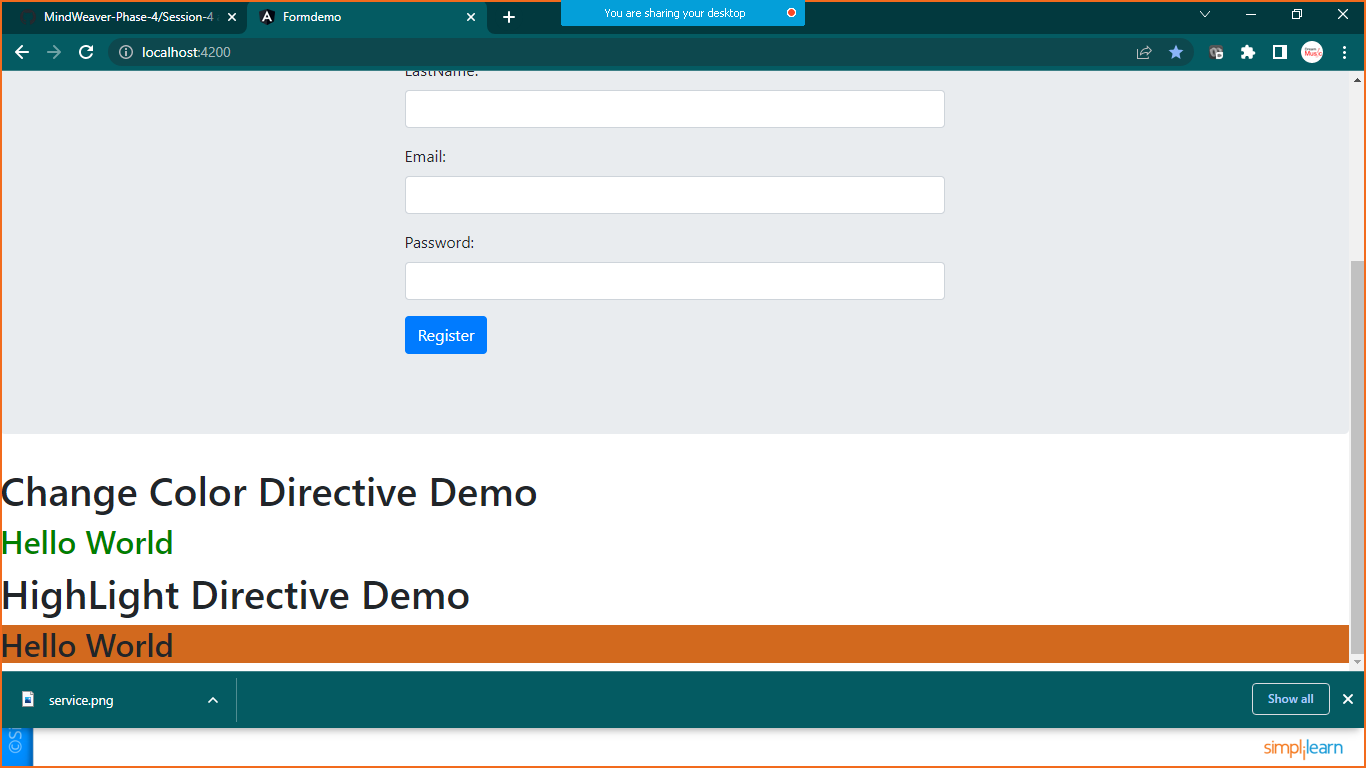 MindWeaver-Phase-4/Session-4
Formdemo
You are sharing your desktop
localhost:4200
LastName:
Email:
Password:
Register
Change Color Directive Demo
Hello World
HighLight Directive Demo
Hello World
service.png
Show all
©Si
simplilearn